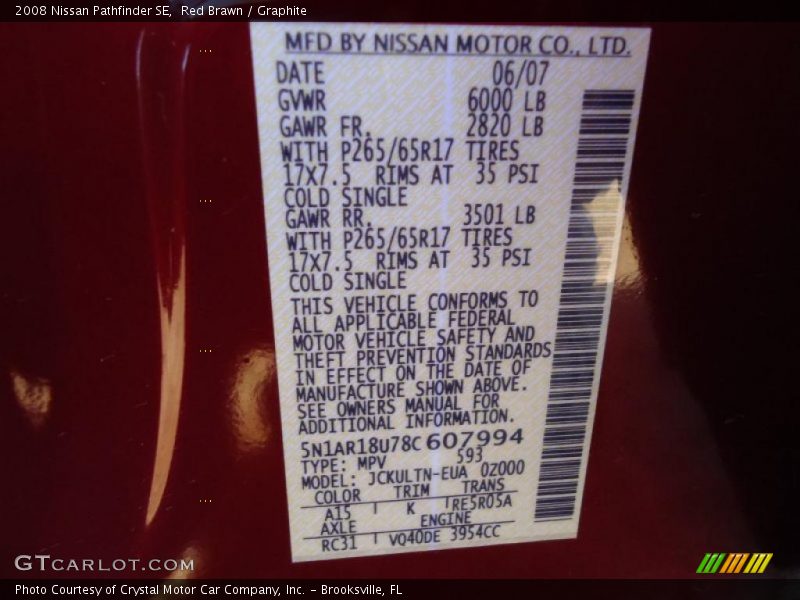 2008 Nissan Pathfinder SE, Red Brawn / Graphite
MFD BY NISSAN MOTOR CO., LTD.
DATE 06/07
GVWR 6000 LB
GAWR FR. 2820 LB
WITH P265/65R17 TIRES
17X7.5 RIMS AT 35 PSI
COLD SINGLE
GAWR RR. 3501 LB
WITH P265/65R17 TIRES
17X7.5 RIMS AT 35 PSI
COLD SINGLE
THIS VEHICLE CONFORMS TO
ALL APPLICABLE FEDERAL
MOTOR VEHICLE SAFETY AND
THEFT PREVENTION STANDARDS
IN EFFECT ON THE DATE OF
MANUFACTURE SHOWN ABOVE.
SEE OWNERS MANUAL FOR
ADDITIONAL INFORMATION.
5N1AR18U78C607994
TYPE: MPV 593
MODEL: JCKULTN-EUA 02000
COLOR TRIM TRANS
A15 K RE5R05A
AXLE ENGINE
RC31 VQ40DE 3954CC
GTCARLOT.COM
Photo Courtesy of Crystal Motor Car Company, Inc. - Brooksville, FL